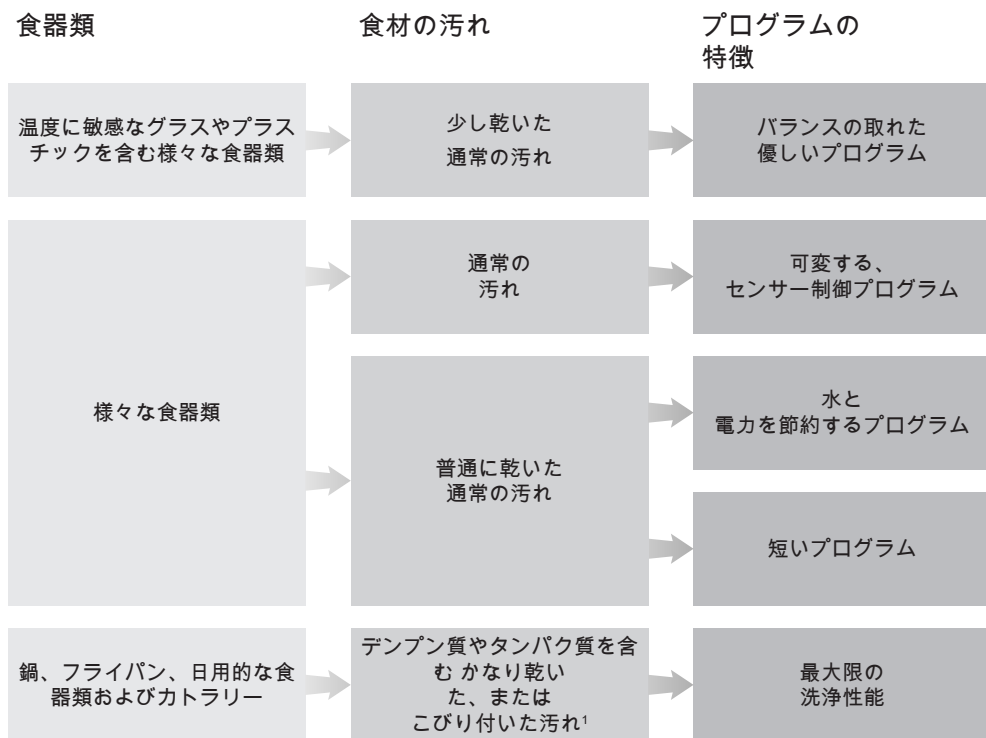 食器類
食材の汚れ
プログラムの
特徴
温度に敏感なグラスやプラス
チックを含む様々な食器類
少し乾いた
通常の汚れ
バランスの取れた
優しいプログラム
様々な食器類
通常の
汚れ
可変する、
センサー制御プログラム
普通に乾いた
通常の汚れ
水と
電力を節約するプログラム
短いプログラム
鍋、フライパン、日用的な食
器類およびカトラリー
デンプン質やタンパク質を含
む かなり乾い
た、または
こびり付いた汚れ¹
最大限の
洗浄性能